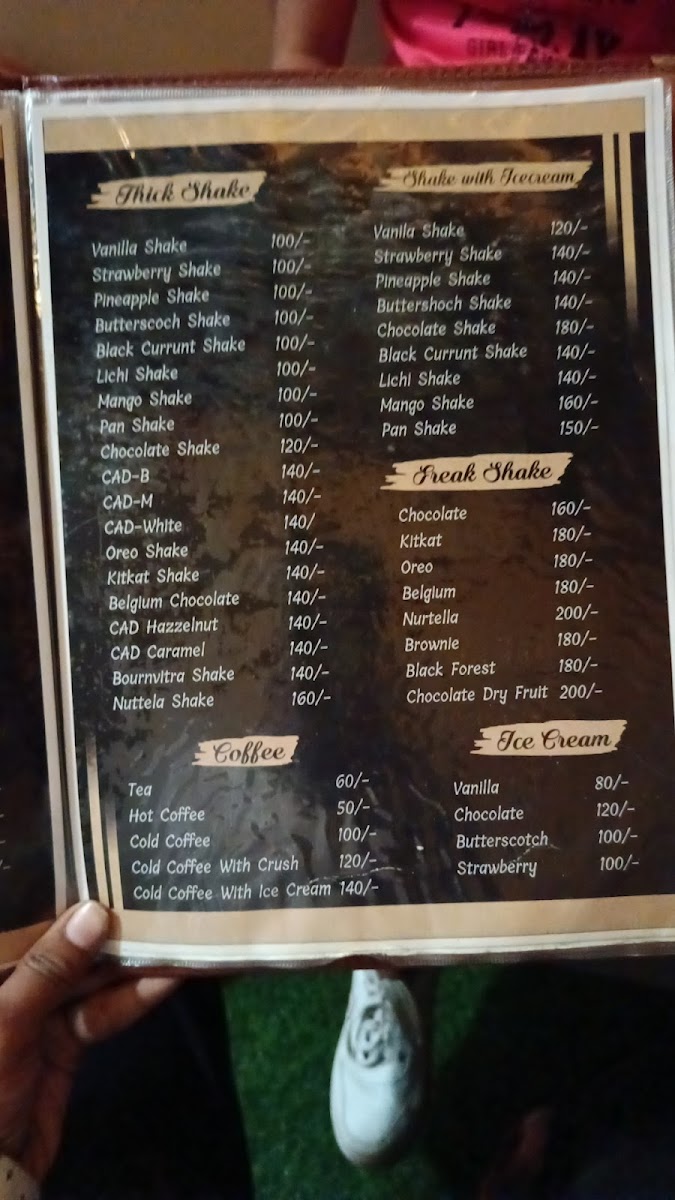 GIRL
Thick Shake
Vanilla Shake 100/-
Strawberry Shake 100/-
Pineapple Shake 100/-
Butterscoch Shake 100/-
Black Currunt Shake 100/-
Lichi Shake 100/-
Mango Shake 100/-
Pan Shake 100/-
Chocolate Shake 120/-
CAD-B 140/-
CAD-M 140/-
CAD-White 140/
Oreo Shake 140/-
Kitkat Shake 140/-
Belgium Chocolate 140/-
CAD Hazzelnut 140/-
CAD Caramel 140/-
Bournvitra Shake 140/-
Nuttela Shake 160/-
Coffee
Tea 60/-
Hot Coffee 50/-
Cold Coffee 100/-
Cold Coffee With Crush 120/-
Cold Coffee With Ice Cream 140/-
Shake with Icecream
Vanila Shake 120/-
Strawberry Shake 140/-
Pineapple Shake 140/-
Buttershoch Shake 140/-
Chocolate Shake 180/-
Black Currunt Shake 140/-
Lichi Shake 140/-
Mango Shake 160/-
Pan Shake 150/-
Freak Shake
Chocolate 160/-
Kitkat 180/-
Oreo 180/-
Belgium 180/-
Nurtella 200/-
Brownie 180/-
Black Forest 180/-
Chocolate Dry Fruit 200/-
Ice Cream
Vanilla 80/-
Chocolate 120/-
Butterscotch 100/-
Strawberry 100/-